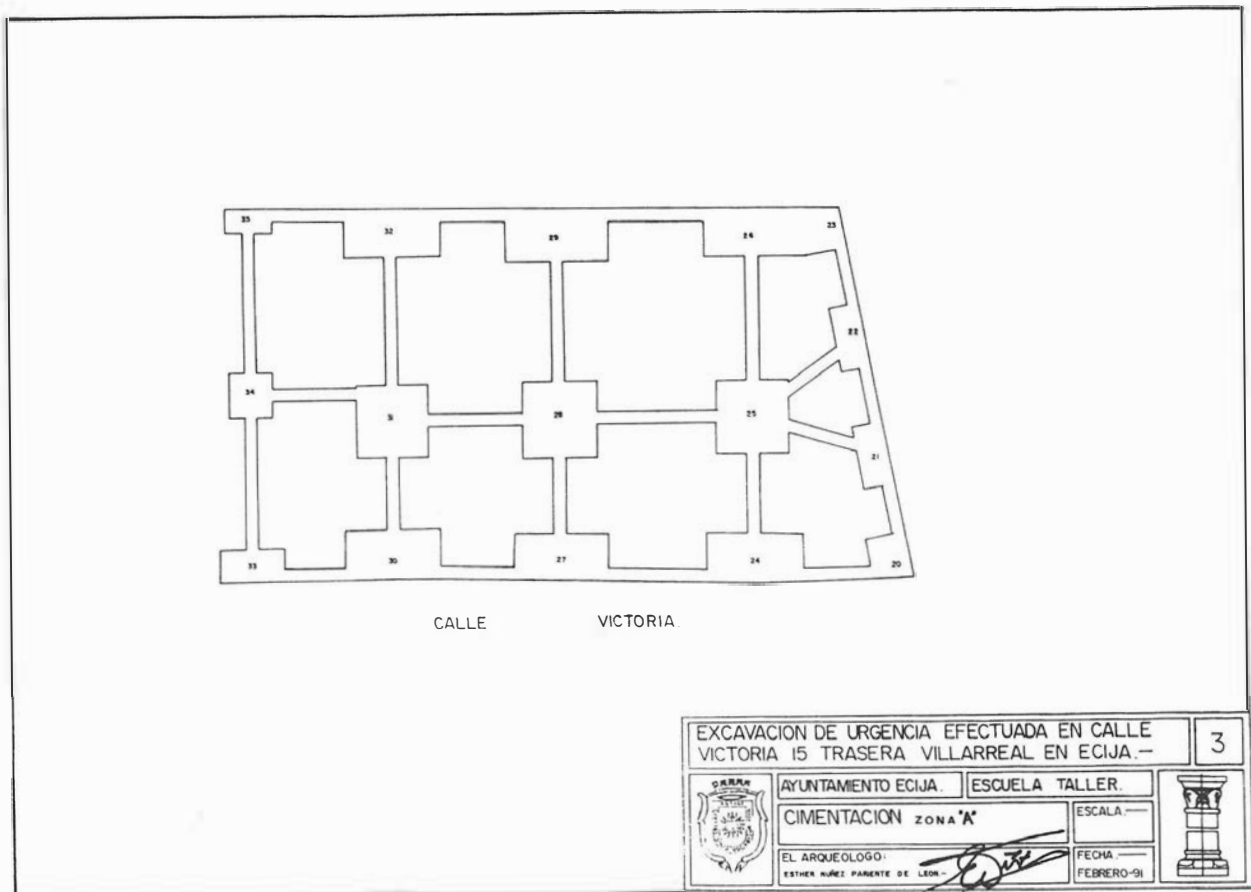 35
32
29
26
23
22
34
31
28
25
21
33
30
27
24
20
CALLE VICTORIA.
EXCAVACION DE URGENCIA EFECTUADA EN CALLE
VICTORIA 15 TRASERA VILLARREAL EN ECIJA.-
3
AYUNTAMIENTO ECIJA.
ESCUELA TALLER.
CIMENTACION ZONA "A"
ESCALA.-
EL ARQUEOLOGO:
ESTHER NUÑEZ PARIENTE DE LEON.-
FECHA.-
FEBRERO-91